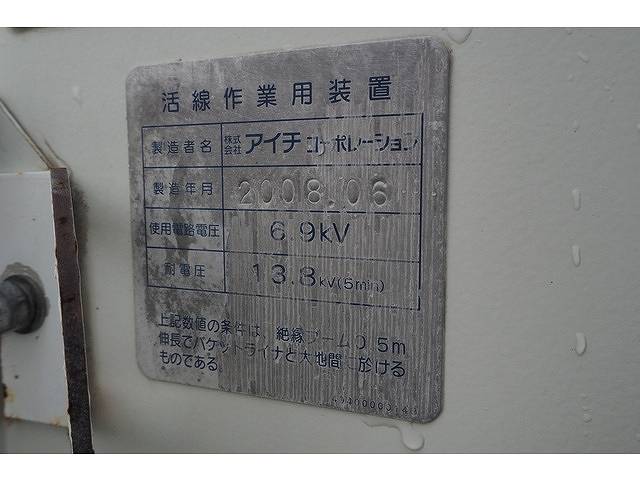 活線作業用装置
製造者名 株式会社 アイチコーポレーション
製造年月 2008.06
使用電路電圧 6.9kV
耐電圧 13.8kV(5min)
上記数値の条件は、絶縁ブーム0.5m
伸長でバケットライナと大地間に於ける
ものである